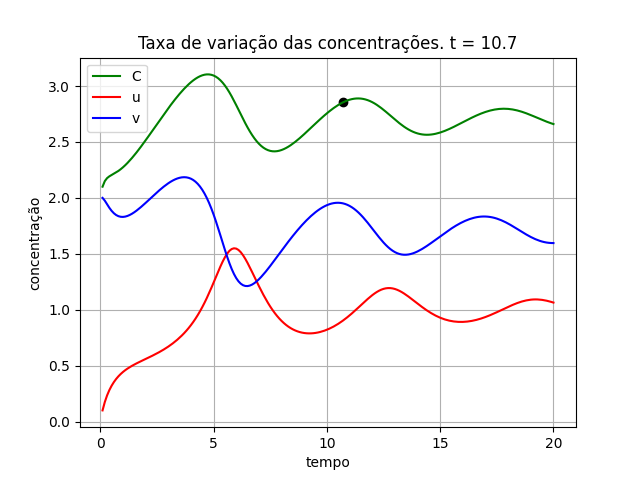 Taxa de variação das concentrações. t = 10.7
C
u
v
3.0
2.5
2.0
1.5
1.0
0.5
0.0
concentração
0 5 10 15 20
tempo